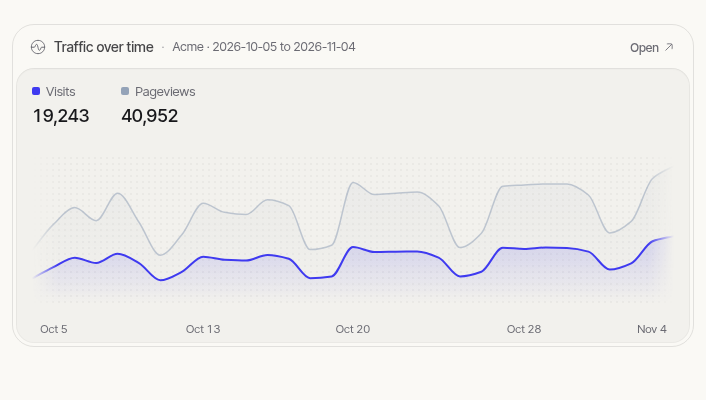 Traffic over time · Acme · 2026-10-05 to 2026-11-04 Open
Visits Pageviews
19,243 40,952
Oct 5 Oct 13 Oct 20 Oct 28 Nov 4